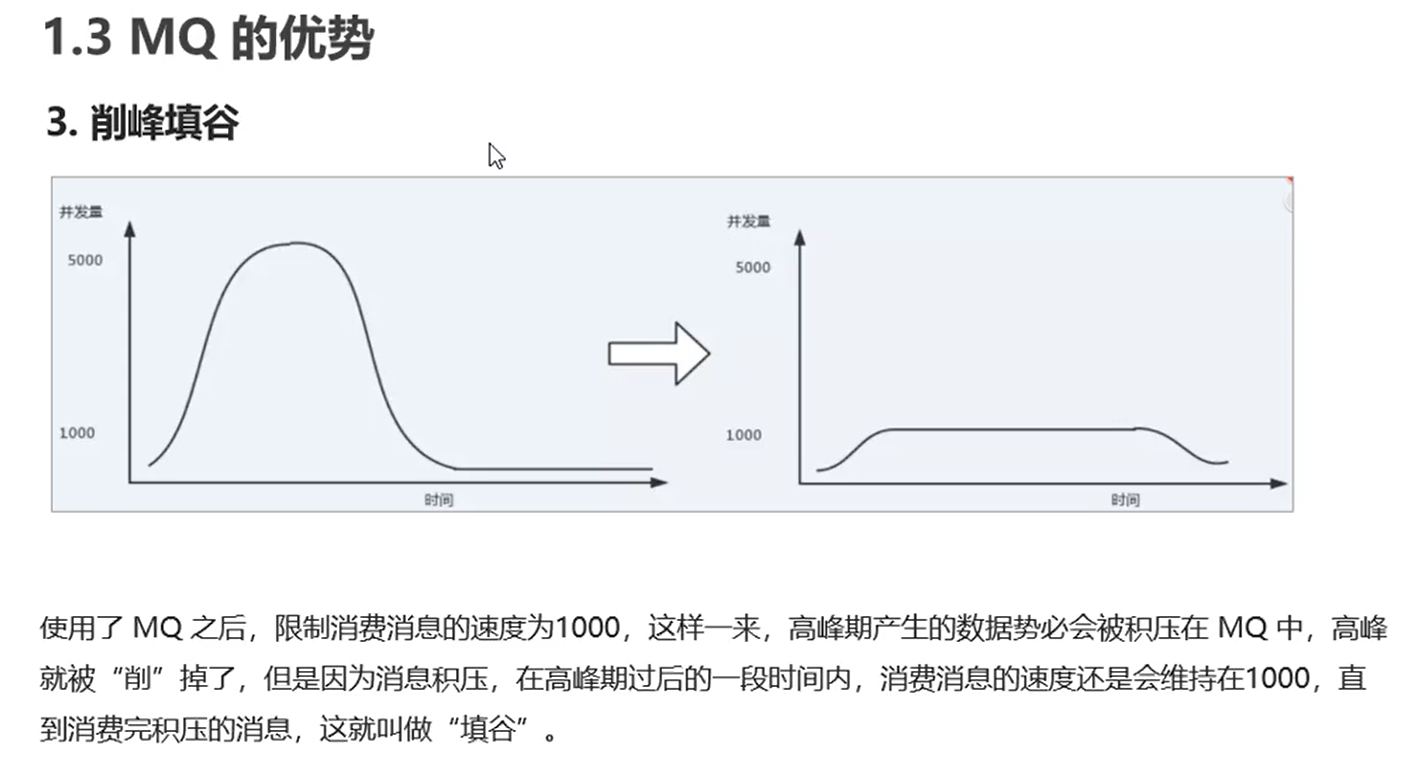 1.3 MQ 的优势
3. 削峰填谷
并发量
5000
1000
时间
并发量
5000
1000
时间
使用了 MQ 之后，限制消费消息的速度为1000，这样一来，高峰期产生的数据势必会被积压在 MQ 中，高峰
就被“削”掉了，但是因为消息积压，在高峰期过后的一段时间内，消费消息的速度还是会维持在1000，直
到消费完积压的消息，这就叫做“填谷”。